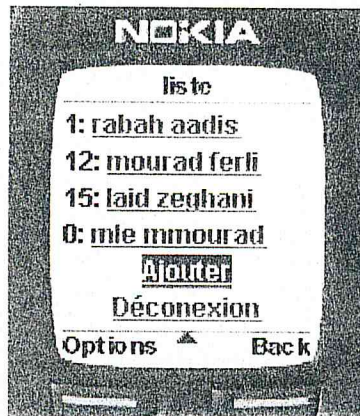 NOKIA
liste
1: rabah aadis
12: mourad ferli
15: laid zeghani
0: mle mmourad
Ajouter
Déconexion
Options Back